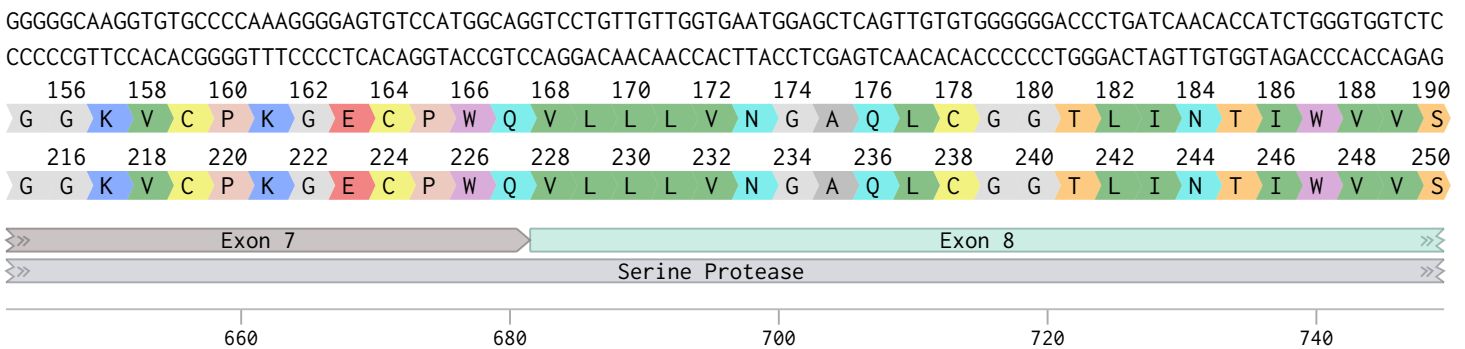 GGGGGCAAGGTGTGCCCCAAAGGGGAGTGTCCATGGCAGGTCCTGTTGTTGGTGAATGGAGCTCAGTTGTGTGGGGGGACCCTGATCAACACCATCTGGGTGGTCTC
CCCCCGTTCCACACGGGGTTTCCCCTCACAGGTACCGTCCAGGACAACAACCACTTACCTCGAGTCAACACACCCCCCTGGGACTAGTTGTGGTAGACCCACCAGAG
156 158 160 162 164 166 168 170 172 174 176 178 180 182 184 186 188 190
G G K V C P K G E C P W Q V L L L V N G A Q L C G G T L I N T I W V V S
216 218 220 222 224 226 228 230 232 234 236 238 240 242 244 246 248 250
G G K V C P K G E C P W Q V L L L V N G A Q L C G G T L I N T I W V V S
Exon 7 Exon 8
Serine Protease
660 680 700 720 740